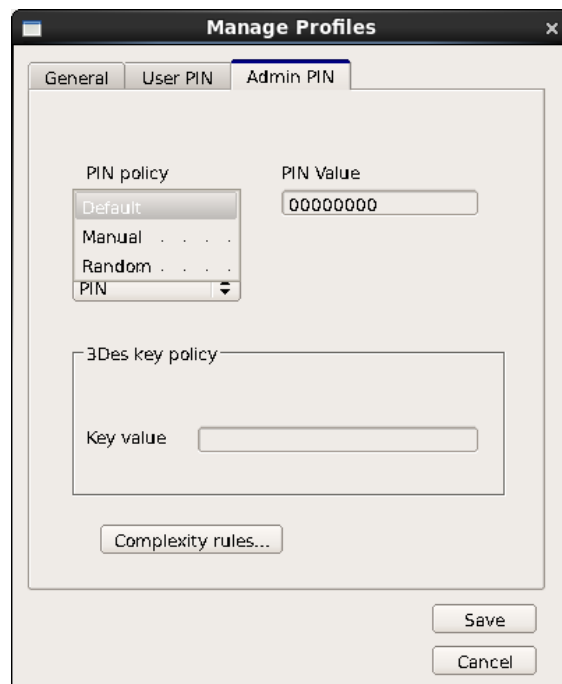 Manage Profiles
General User PIN Admin PIN
PIN policy PIN Value
Default 00000000
Manual . . . .
Random . . . .
PIN
3Des key policy
Key value
Complexity rules...
Save
Cancel